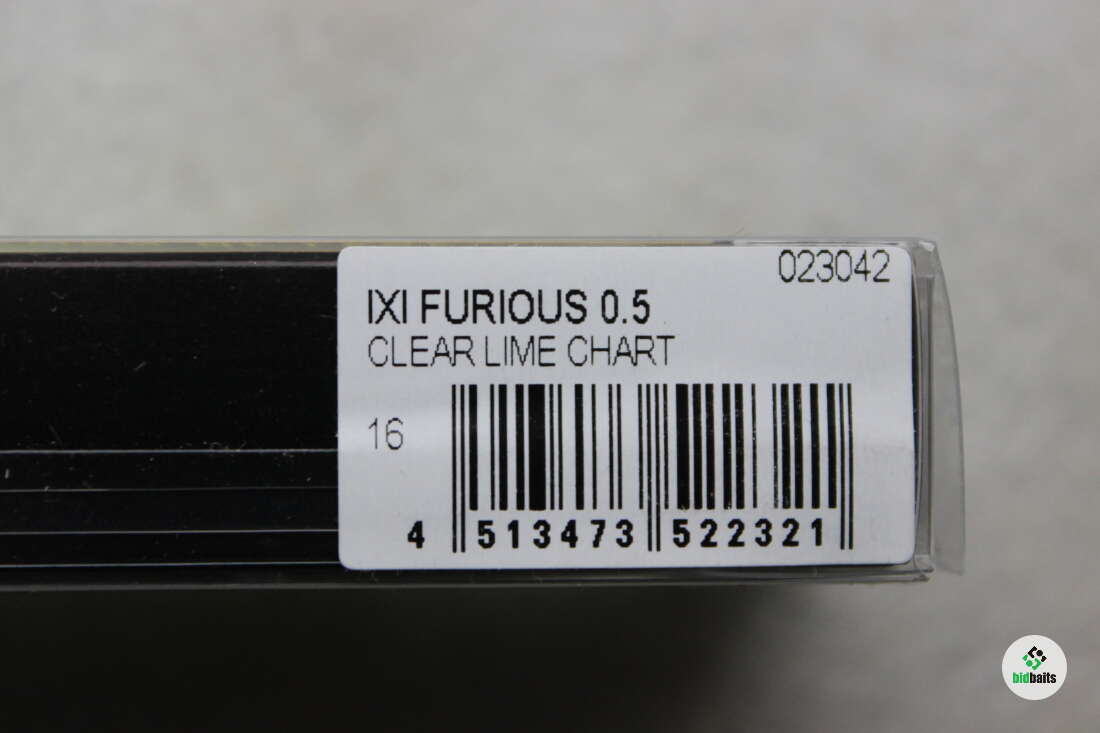 023042
IXI FURIOUS 0.5
CLEAR LIME CHART
16
4 513473 522321
bidbaits